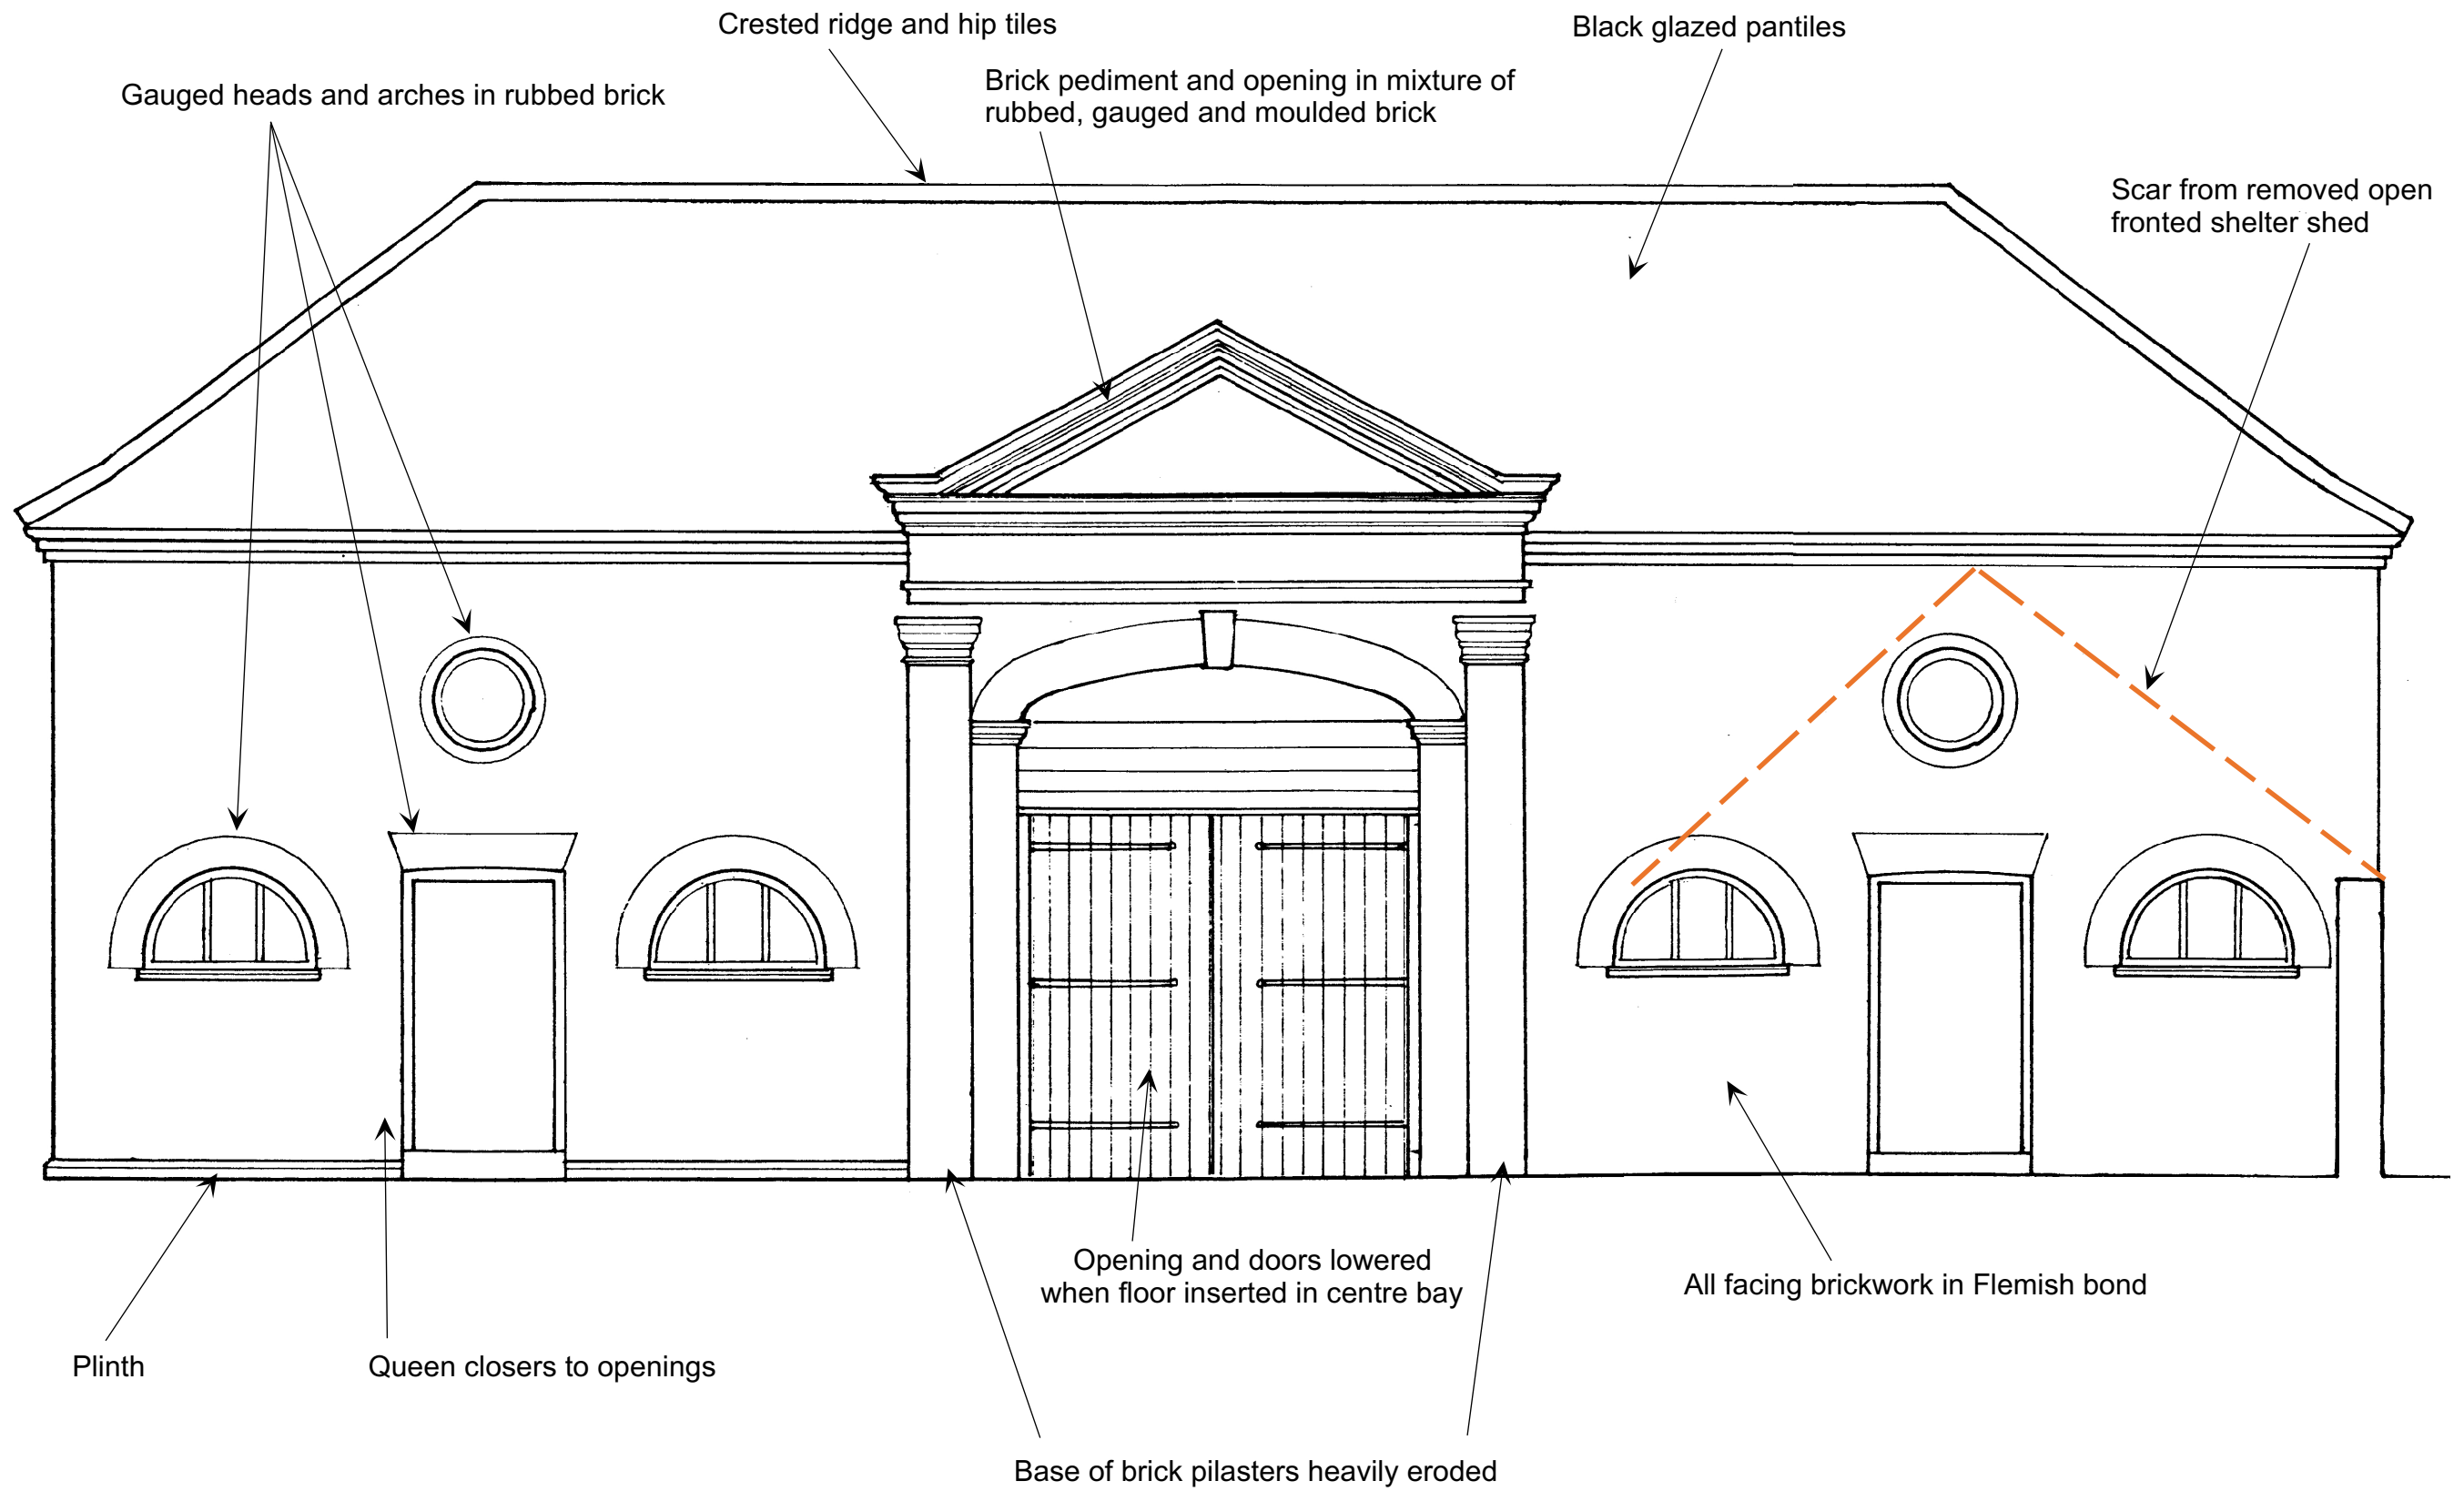 Crested ridge and hip tiles
Black glazed pantiles
Gauged heads and arches in rubbed brick
Brick pediment and opening in mixture of
rubbed, gauged and moulded brick
Scar from removed open
fronted shelter shed
Opening and doors lowered
when floor inserted in centre bay
All facing brickwork in Flemish bond
Plinth
Queen closers to openings
Base of brick pilasters heavily eroded